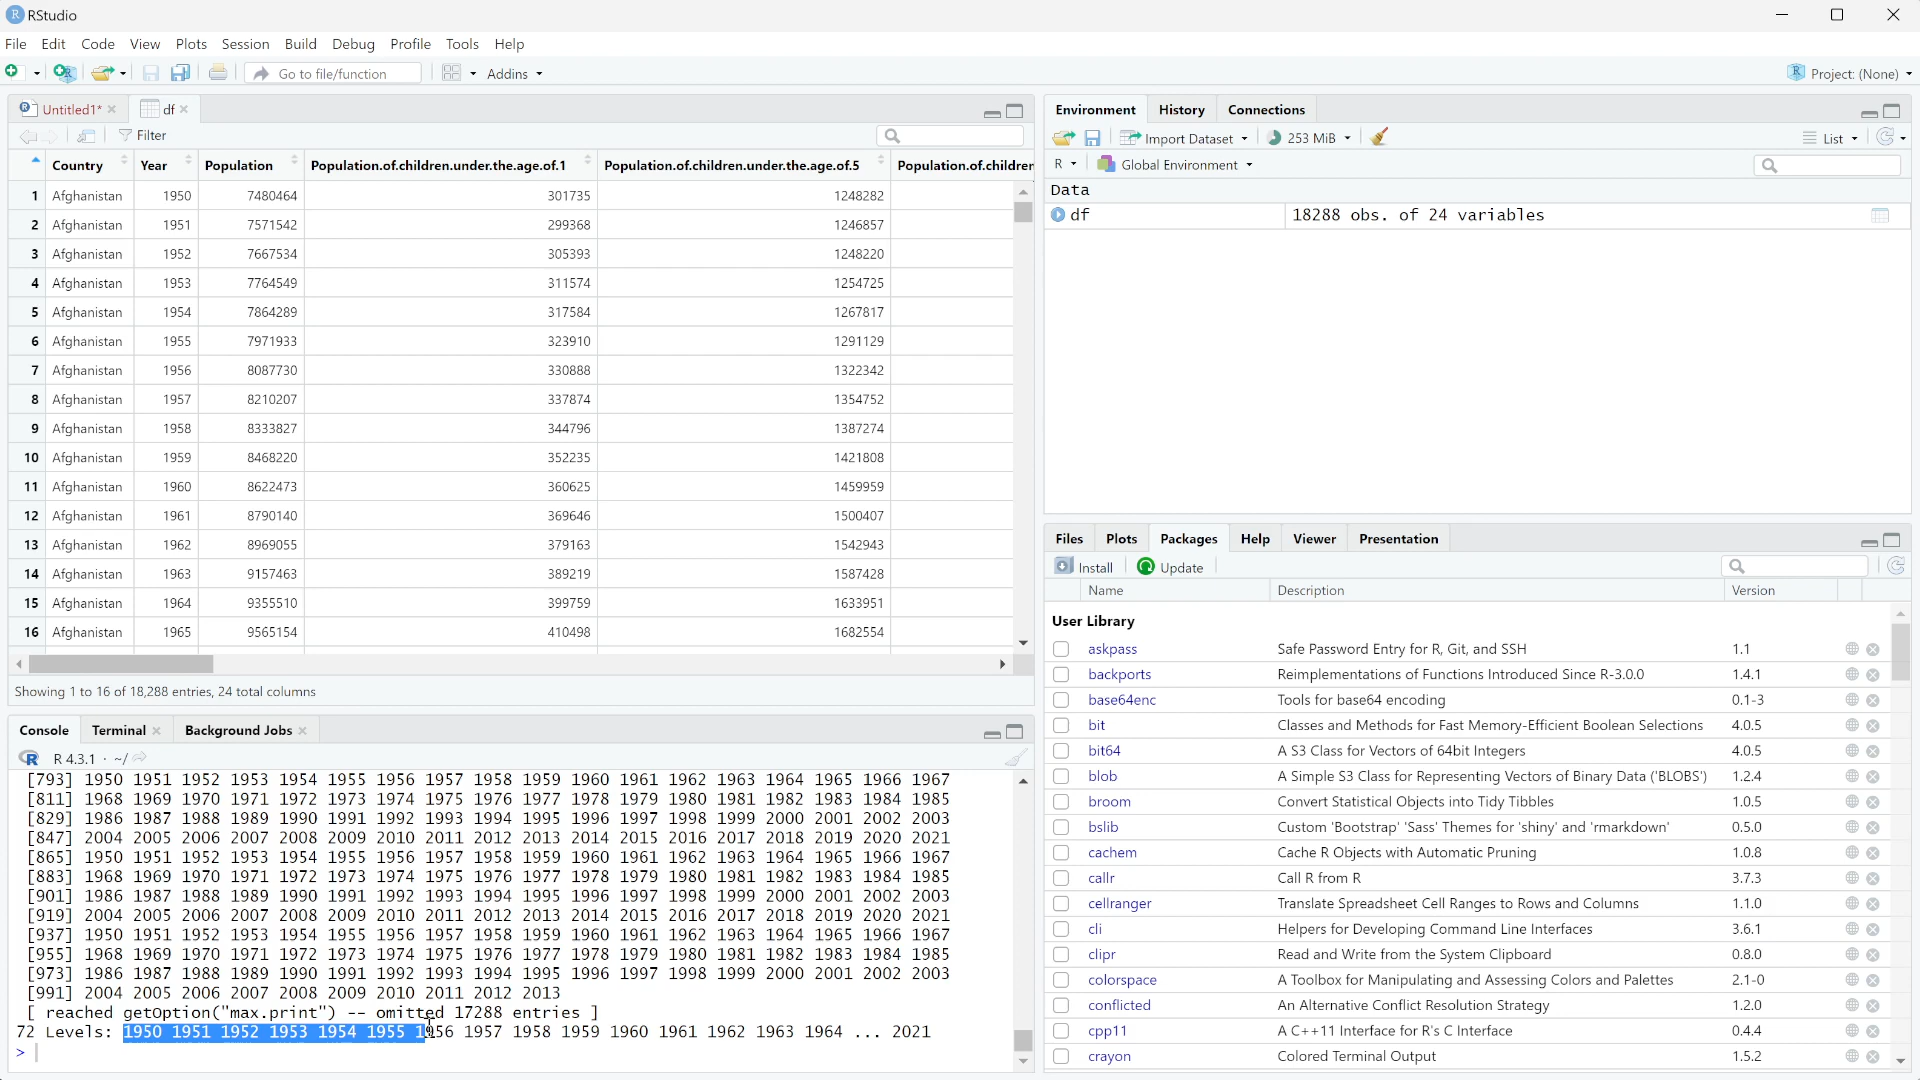 RStudio
File Edit Code View Plots Session Build Debug Profile Tools Help
Go to file/function Addins Project: (None)
Untitled1* df
Filter
Country Year Population Population.of.children.under.the.age.of.1 Population.of.children.under.the.age.of.5 Population.of.children
1 Afghanistan 1950 7480464 301735 1248282
2 Afghanistan 1951 7571542 299368 1246857
3 Afghanistan 1952 7667534 305393 1248220
4 Afghanistan 1953 7764549 311574 1254725
5 Afghanistan 1954 7864289 317584 1267817
6 Afghanistan 1955 7971933 323910 1291129
7 Afghanistan 1956 8087730 330888 1322342
8 Afghanistan 1957 8210207 337874 1354752
9 Afghanistan 1958 8333827 344796 1387274
10 Afghanistan 1959 8468220 352235 1421808
11 Afghanistan 1960 8622473 360625 1459959
12 Afghanistan 1961 8790140 369646 1500407
13 Afghanistan 1962 8969055 379163 1542943
14 Afghanistan 1963 9157463 389219 1587428
15 Afghanistan 1964 9355510 399759 1633951
16 Afghanistan 1965 9565154 410498 1682554
Showing 1 to 16 of 18,288 entries, 24 total columns
Console Terminal Background Jobs
R 4.3.1 · ~/
[793] 1950 1951 1952 1953 1954 1955 1956 1957 1958 1959 1960 1961 1962 1963 1964 1965 1966 1967
[811] 1968 1969 1970 1971 1972 1973 1974 1975 1976 1977 1978 1979 1980 1981 1982 1983 1984 1985
[829] 1986 1987 1988 1989 1990 1991 1992 1993 1994 1995 1996 1997 1998 1999 2000 2001 2002 2003
[847] 2004 2005 2006 2007 2008 2009 2010 2011 2012 2013 2014 2015 2016 2017 2018 2019 2020 2021
[865] 1950 1951 1952 1953 1954 1955 1956 1957 1958 1959 1960 1961 1962 1963 1964 1965 1966 1967
[883] 1968 1969 1970 1971 1972 1973 1974 1975 1976 1977 1978 1979 1980 1981 1982 1983 1984 1985
[901] 1986 1987 1988 1989 1990 1991 1992 1993 1994 1995 1996 1997 1998 1999 2000 2001 2002 2003
[919] 2004 2005 2006 2007 2008 2009 2010 2011 2012 2013 2014 2015 2016 2017 2018 2019 2020 2021
[937] 1950 1951 1952 1953 1954 1955 1956 1957 1958 1959 1960 1961 1962 1963 1964 1965 1966 1967
[955] 1968 1969 1970 1971 1972 1973 1974 1975 1976 1977 1978 1979 1980 1981 1982 1983 1984 1985
[973] 1986 1987 1988 1989 1990 1991 1992 1993 1994 1995 1996 1997 1998 1999 2000 2001 2002 2003
[991] 2004 2005 2006 2007 2008 2009 2010 2011 2012 2013
[ reached getOption("max.print") -- omitted 17288 entries ]
72 Levels: 1950 1951 1952 1953 1954 1955 1956 1957 1958 1959 1960 1961 1962 1963 1964 ... 2021
>
Environment History Connections
Import Dataset 253 MiB List
R Global Environment
Data
df 18288 obs. of 24 variables
Files Plots Packages Help Viewer Presentation
Install Update
Name Description Version
User Library
askpass Safe Password Entry for R, Git, and SSH 1.1
backports Reimplementations of Functions Introduced Since R-3.0.0 1.4.1
base64enc Tools for base64 encoding 0.1-3
bit Classes and Methods for Fast Memory-Efficient Boolean Selections 4.0.5
bit64 A S3 Class for Vectors of 64bit Integers 4.0.5
blob A Simple S3 Class for Representing Vectors of Binary Data ('BLOBS') 1.2.4
broom Convert Statistical Objects into Tidy Tibbles 1.0.5
bslib Custom 'Bootstrap' 'Sass' Themes for 'shiny' and 'rmarkdown' 0.5.0
cachem Cache R Objects with Automatic Pruning 1.0.8
callr Call R from R 3.7.3
cellranger Translate Spreadsheet Cell Ranges to Rows and Columns 1.1.0
cli Helpers for Developing Command Line Interfaces 3.6.1
clipr Read and Write from the System Clipboard 0.8.0
colorspace A Toolbox for Manipulating and Assessing Colors and Palettes 2.1-0
conflicted An Alternative Conflict Resolution Strategy 1.2.0
cpp11 A C++11 Interface for R's C Interface 0.4.4
crayon Colored Terminal Output 1.5.2